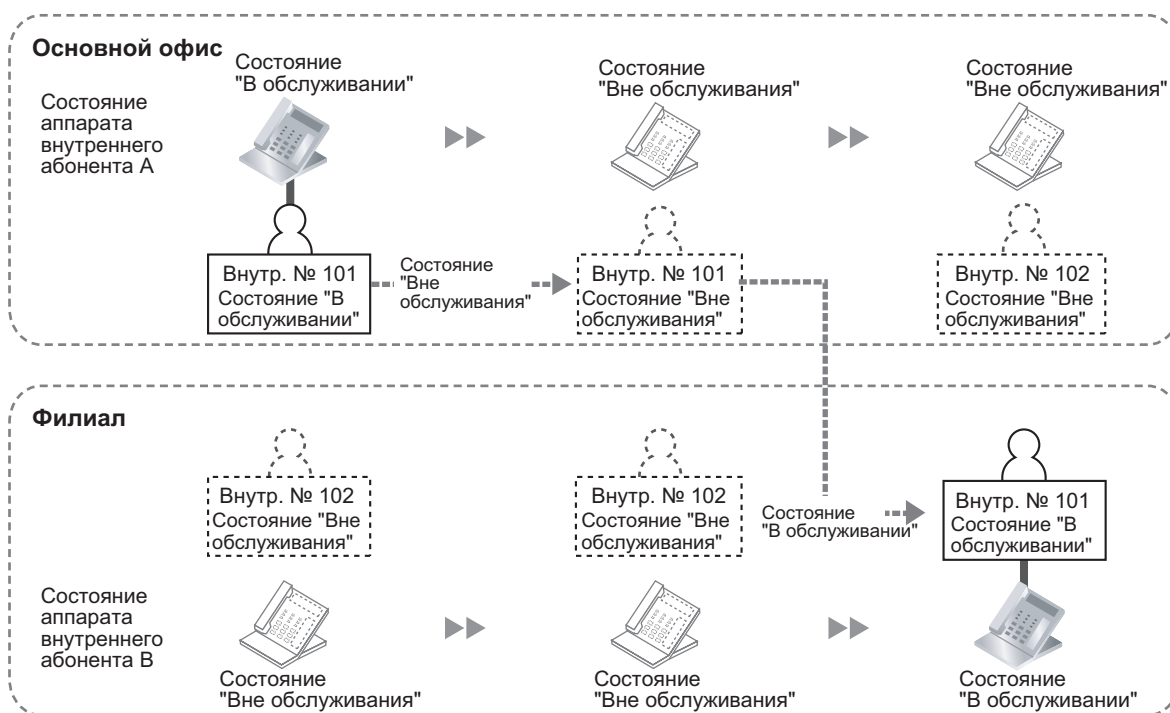 Основной офис
Состояние
"В обслуживании"
Состояние
"Вне обслуживания"
Состояние
"Вне обслуживания"
Состояние
аппарата
внутреннего
абонента A
Внутр. № 101
Состояние "В
обслуживании"
Состояние
"Вне
обслуживания"
Внутр. № 101
Состояние "Вне
обслуживания"
Внутр. № 102
Состояние "Вне
обслуживания"
Филиал
Внутр. № 102
Состояние "Вне
обслуживания"
Внутр. № 102
Состояние "Вне
обслуживания"
Состояние
"В обслуживании"
Внутр. № 101
Состояние "В
обслуживании"
Состояние
аппарата
внутреннего
абонента B
Состояние
"Вне обслуживания"
Состояние
"Вне обслуживания"
Состояние
"В обслуживании"